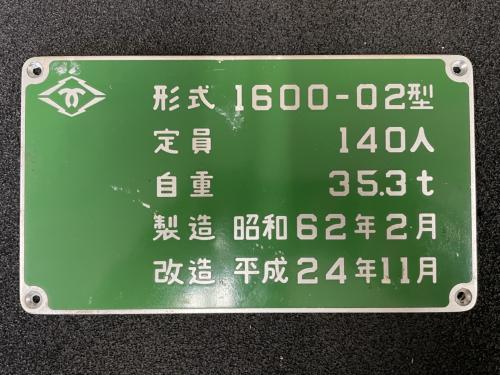 形式 1600-02型
定員 140人
自重 35.3t
製造 昭和62年2月
改造 平成24年11月